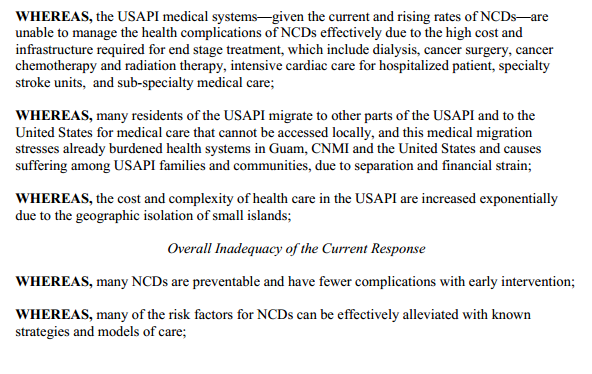 WHEREAS, the USAPI medical systems—given the current and rising rates of NCDs—are
unable to manage the health complications of NCDs effectively due to the high cost and
infrastructure required for end stage treatment, which include dialysis, cancer surgery, cancer
chemotherapy and radiation therapy, intensive cardiac care for hospitalized patient, specialty
stroke units, and sub-specialty medical care;
WHEREAS, many residents of the USAPI migrate to other parts of the USAPI and to the
United States for medical care that cannot be accessed locally, and this medical migration
stresses already burdened health systems in Guam, CNMI and the United States and causes
suffering among USAPI families and communities, due to separation and financial strain;
WHEREAS, the cost and complexity of health care in the USAPI are increased exponentially
due to the geographic isolation of small islands;
Overall Inadequacy of the Current Response
WHEREAS, many NCDs are preventable and have fewer complications with early intervention;
WHEREAS, many of the risk factors for NCDs can be effectively alleviated with known
strategies and models of care;